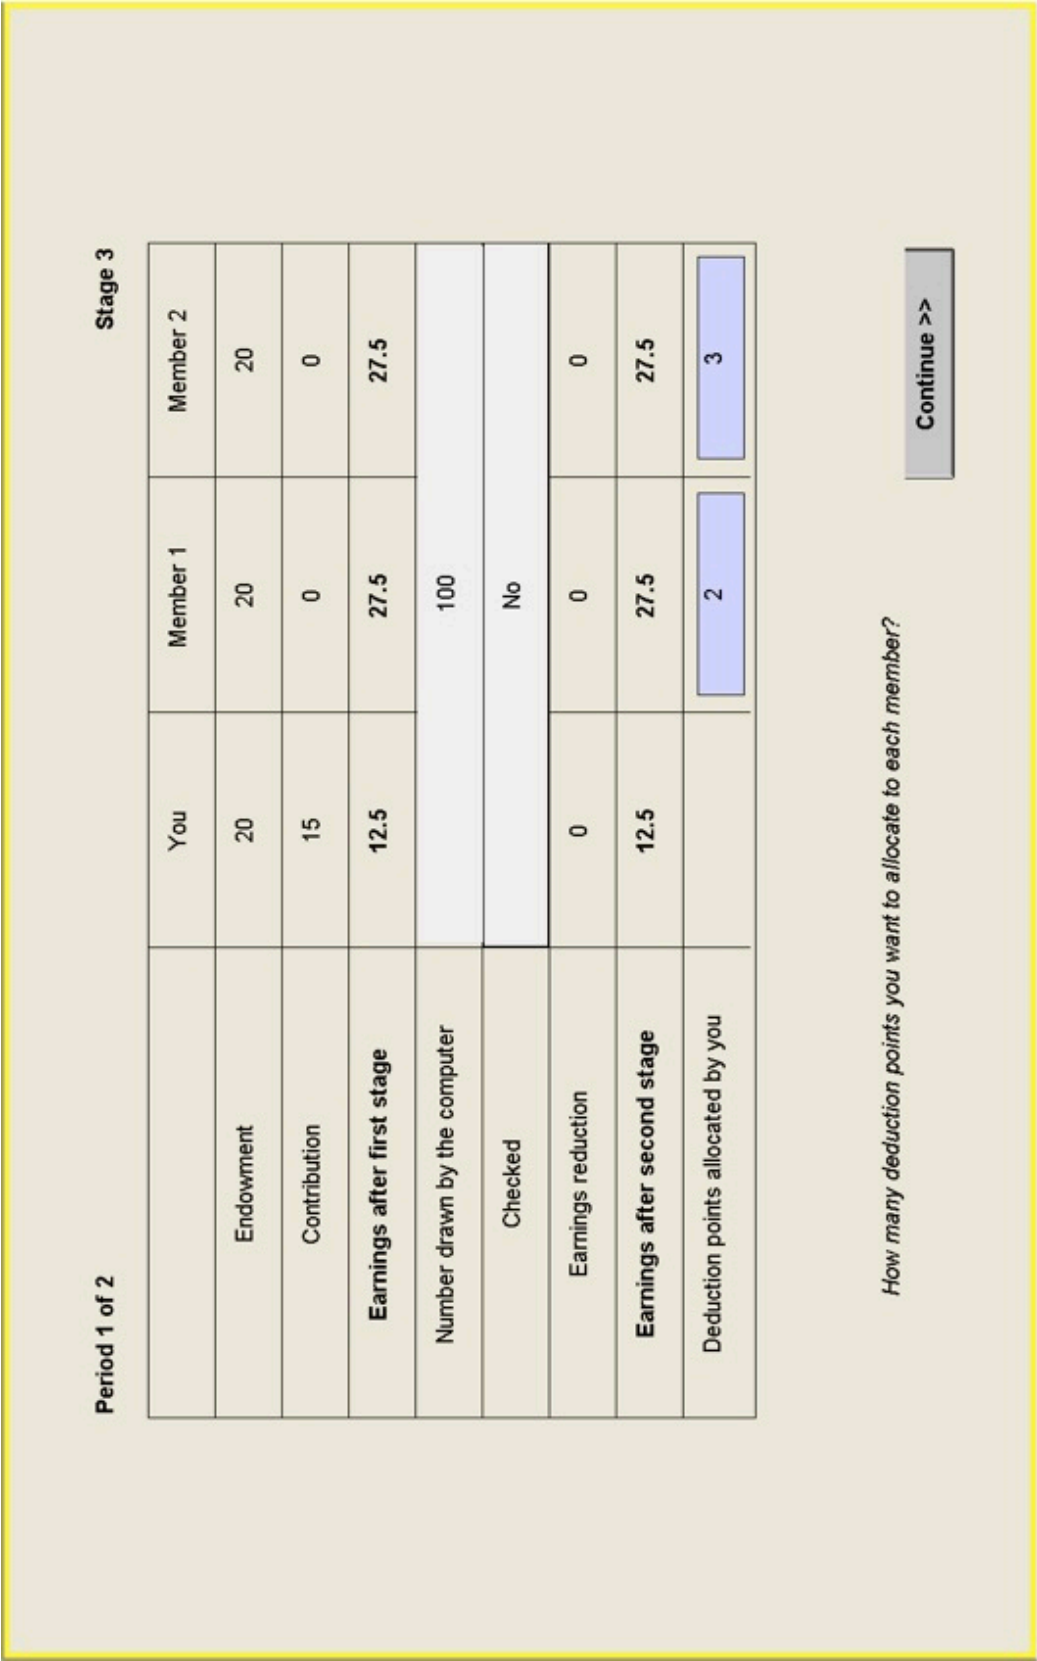 Period 1 of 2 Stage 3
You Member 1 Member 2
Endowment 20 20 20
Contribution 15 0 0
Earnings after first stage 12.5 27.5 27.5
Number drawn by the computer 100
Checked No
Earnings reduction 0 0 0
Earnings after second stage 12.5 27.5 27.5
Deduction points allocated by you 2 3
How many deduction points you want to allocate to each member?
Continue >>